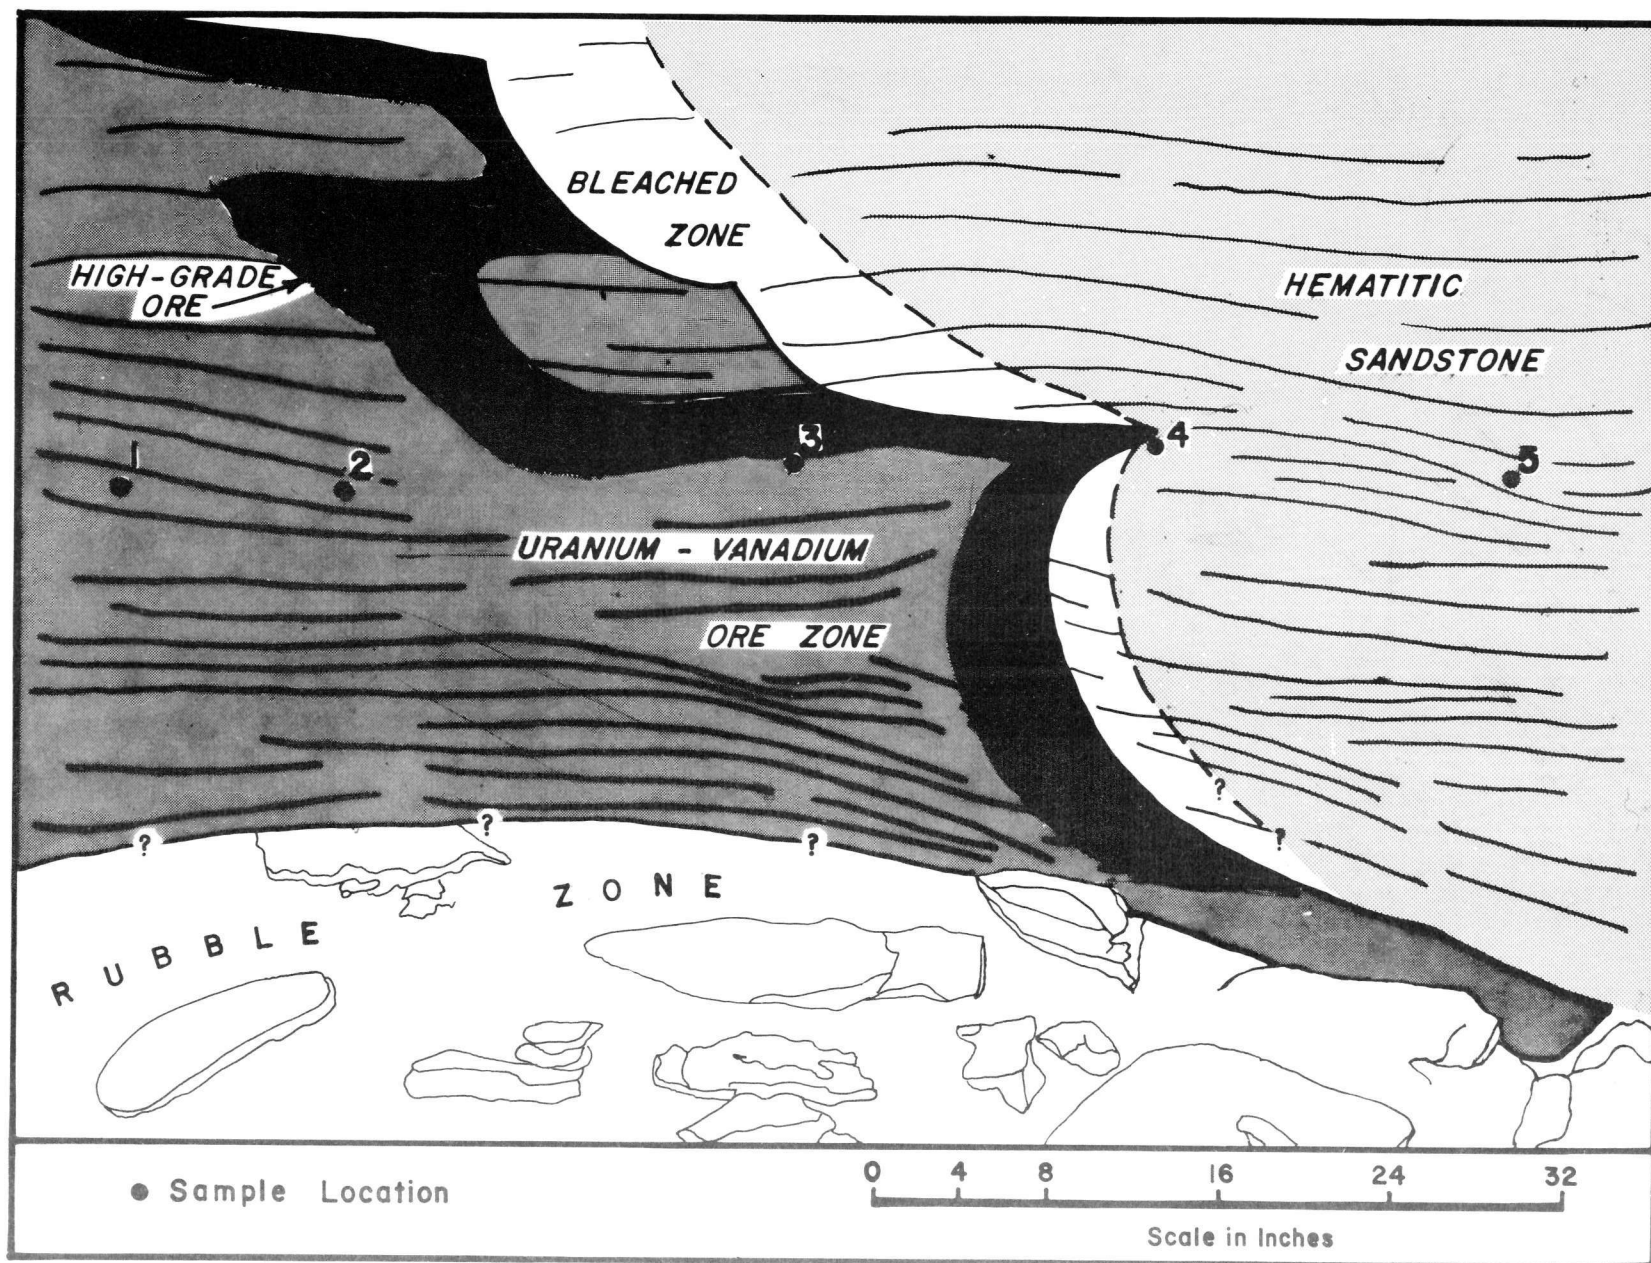 BLEACHED
ZONE
HIGH-GRADE
ORE
HEMATITIC
SANDSTONE
1
2
3
4
5
URANIUM - VANADIUM
ORE ZONE
?
?
?
?
?
RUBBLE ZONE
Sample Location
0 4 8 16 24 32
Scale in Inches